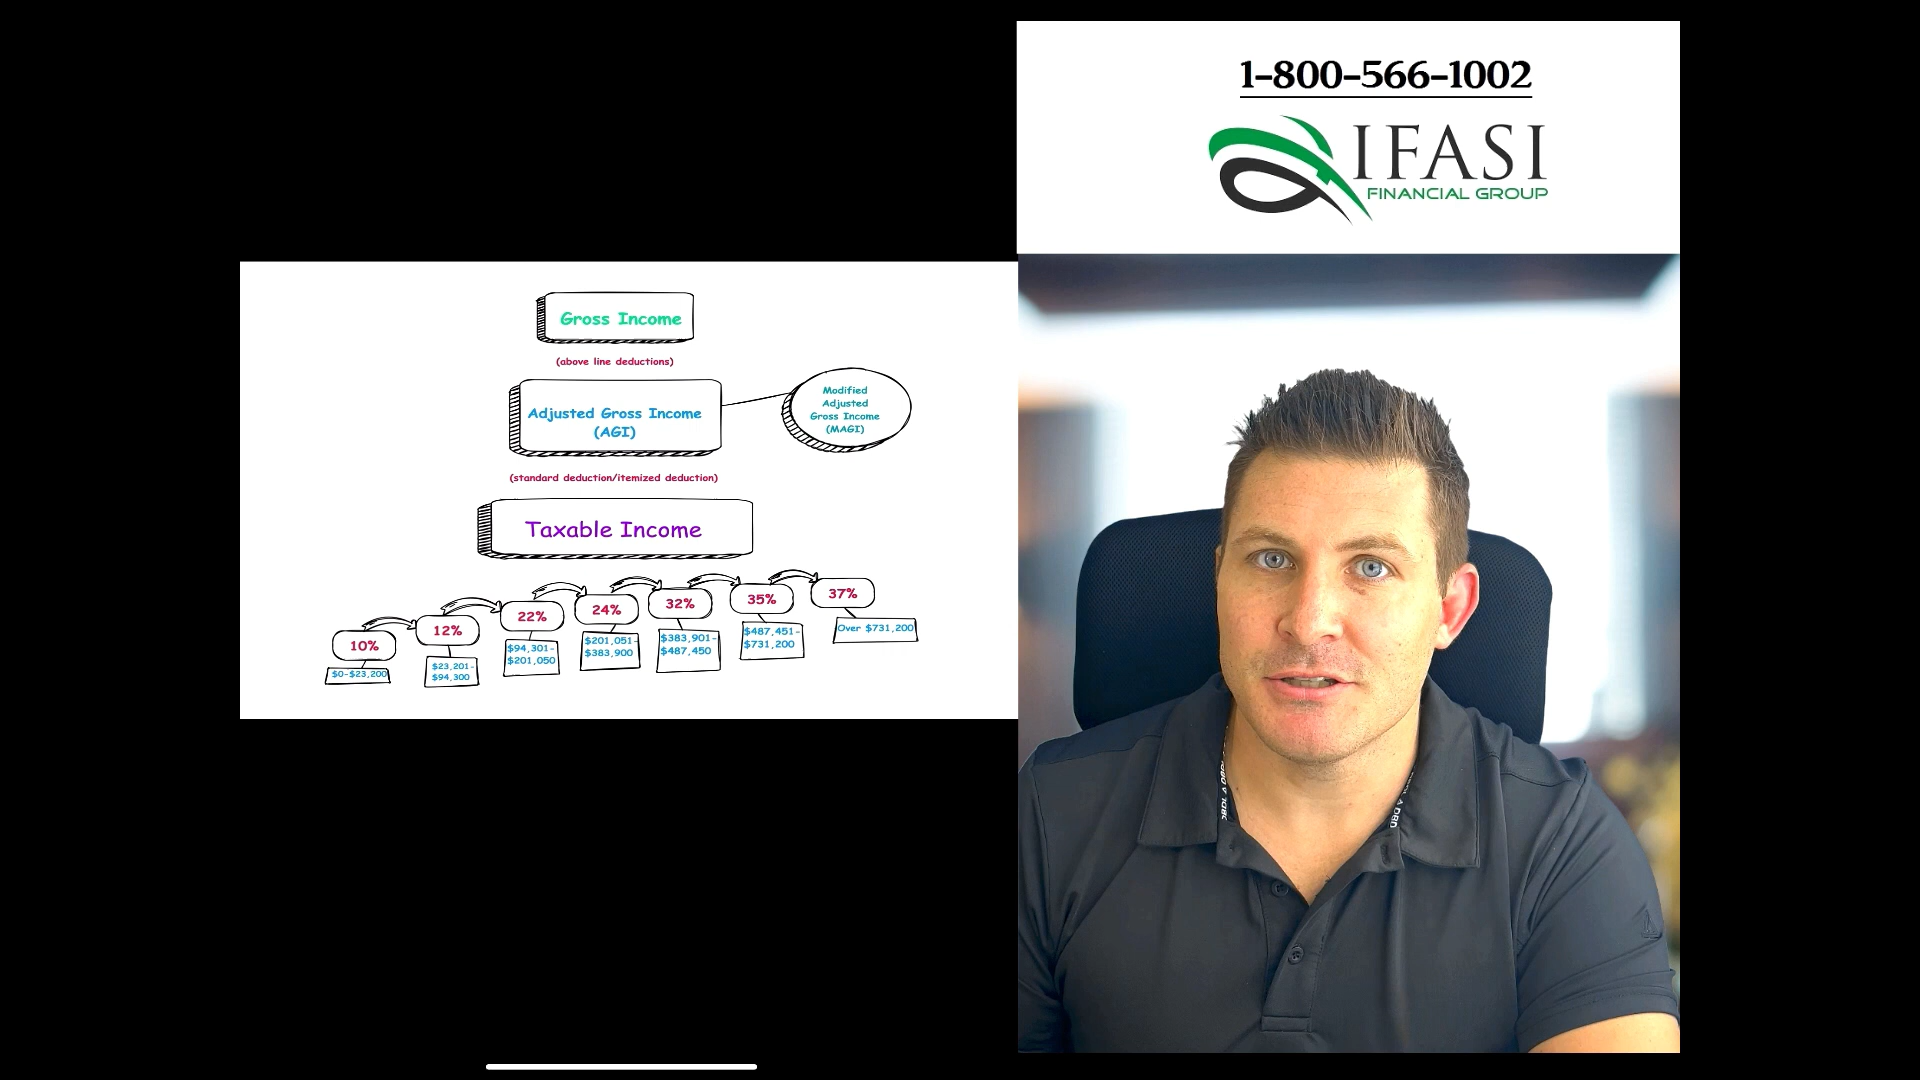 1-800-566-1002
IFASI
FINANCIAL GROUP
Gross Income
(above line deductions)
Adjusted Gross Income
(AGI)
Modified
Adjusted
Gross Income
(MAGI)
(standard deduction/itemized deduction)
Taxable Income
10%
12%
22%
24%
32%
35%
37%
$0-$23,200
$23,201-
$94,300
$94,301-
$201,050
$201,051-
$383,900
$383,901-
$487,450
$487,451-
$731,200
Over $731,200